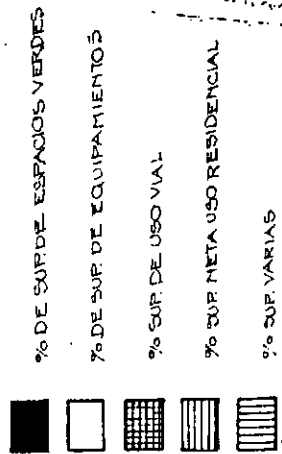 % DE SUP. DE ESPACIOS VERDES
% DE SUP. DE EQUIPAMIENTOS
% SUP. DE USO VIAL
% SUP. NETA USO RESIDENCIAL
% SUP. VARIAS